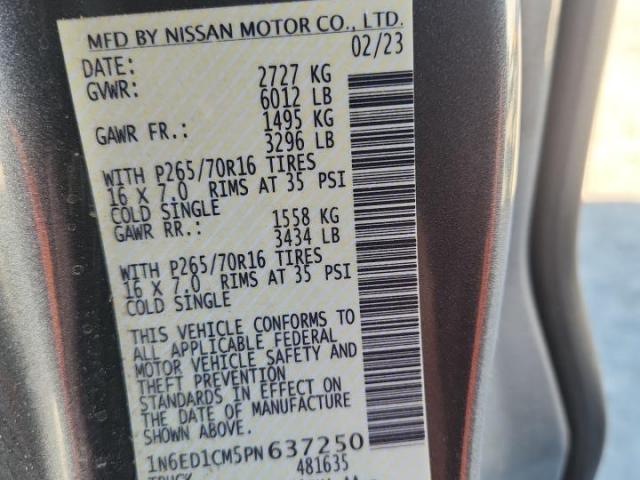 MFD BY NISSAN MOTOR CO., LTD.
DATE: 02/23
GVWR: 2727 KG
6012 LB
GAWR FR.: 1495 KG
3296 LB
WITH P265/70R16 TIRES
16 X 7.0 RIMS AT 35 PSI
COLD SINGLE
GAWR RR.: 1558 KG
3434 LB
WITH P265/70R16 TIRES
16 X 7.0 RIMS AT 35 PSI
COLD SINGLE
THIS VEHICLE CONFORMS TO
ALL APPLICABLE FEDERAL
MOTOR VEHICLE SAFETY AND
THEFT PREVENTION
STANDARDS IN EFFECT ON
THE DATE OF MANUFACTURE
SHOWN ABOVE.
1N6ED1CM5PN637250
481635
TRUCK